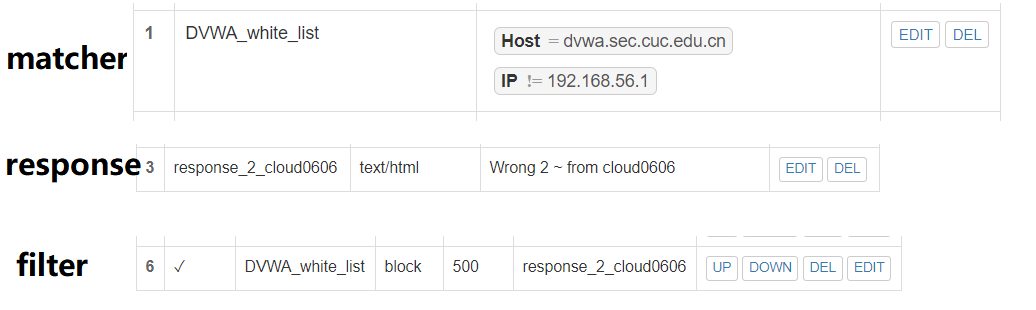 matcher
1 DVWA_white_list Host = dvwa.sec.cuc.edu.cn EDIT DEL
IP != 192.168.56.1
response
3 response_2_cloud0606 text/html Wrong 2 ~ from cloud0606 EDIT DEL
filter
6 ✓ DVWA_white_list block 500 response_2_cloud0606 UP DOWN DEL EDIT